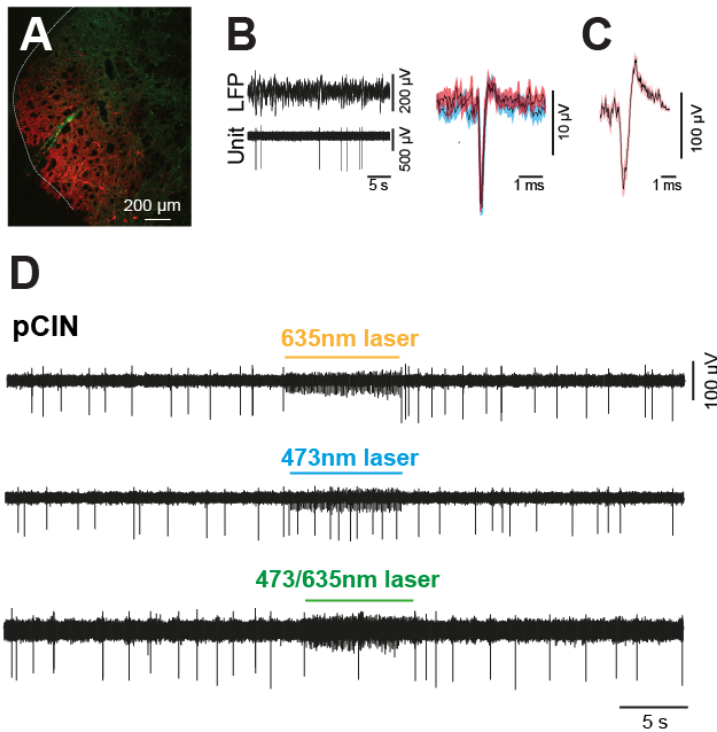 A
200 μm
B
LFP
200 μV
Unit
500 μV
5 s
10 μV
1 ms
C
100 μV
1 ms
D
pCIN
635nm laser
100 μV
473nm laser
473/635nm laser
5 s